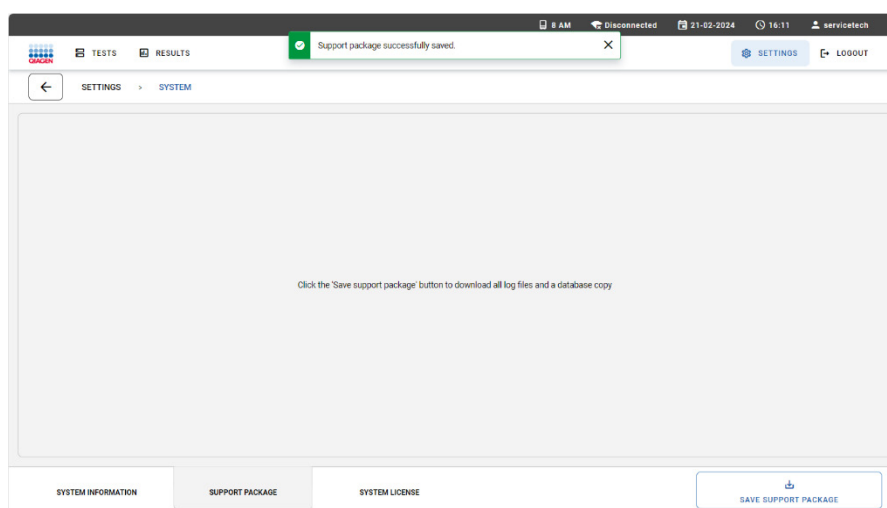 8 AM Disconnected 21-02-2024 16:11 servicetech
Support package successfully saved.
QIAGEN TESTS RESULTS SETTINGS LOGOUT
SETTINGS > SYSTEM
Click the 'Save support package' button to download all log files and a database copy
SYSTEM INFORMATION SUPPORT PACKAGE SYSTEM LICENSE
SAVE SUPPORT PACKAGE